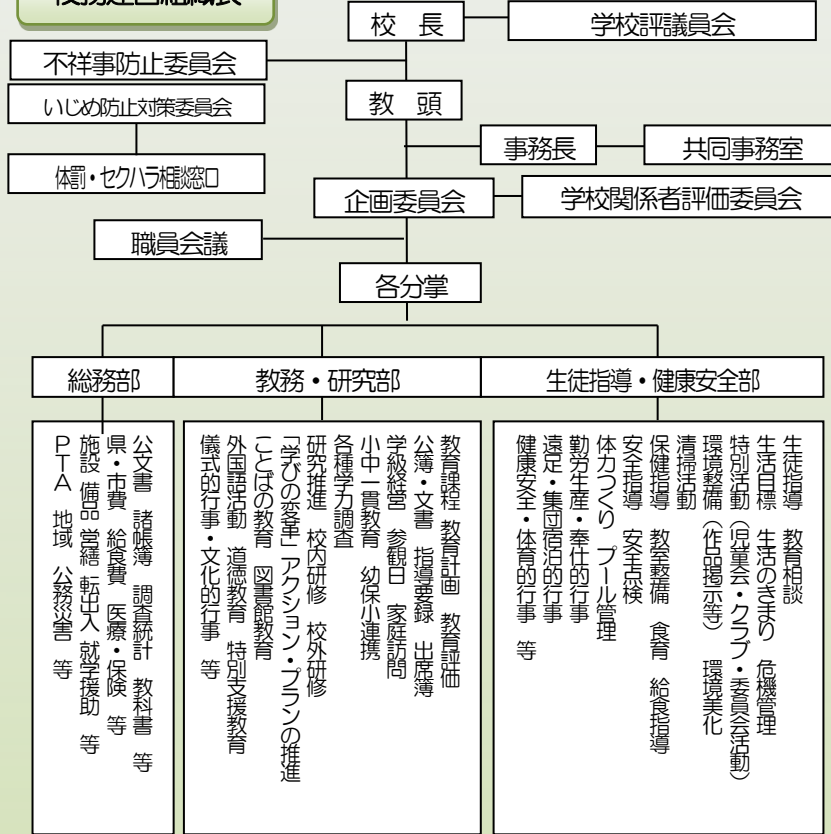 校務運営組織表
校 長
学校評議員会
不祥事防止委員会
いじめ防止対策委員会
教 頭
事務長
共同事務室
体罰・セクハラ相談窓口
企画委員会
学校関係者評価委員会
職員会議
各分掌
総務部
教務・研究部
生徒指導・健康安全部
公文書 諸帳簿 調査統計 教科書 等
県・市費 給食費 医療・保険 等
施設 備品 営繕 転出入 就学援助 等
PTA 地域 公務災害 等
教育課程 教育計画 教育評価
公簿・文書 指導要録 出席簿
学級経営 参観日 家庭訪問
小中一貫教育 幼保小連携
各種学力調査
研究推進 校内研修 校外研修
「学びの変革」アクション・プランの推進
ことばの教育 図書館教育
外国語活動 道徳教育 特別支援教育
儀式的行事・文化的行事 等
生徒指導 教育相談
生活目標 生活のきまり 危機管理
特別活動(児童会・クラブ・委員会活動)
環境整備(作品掲示等) 環境美化
清掃活動
保健指導 教室整備 食育 給食指導
安全指導 安全点検
体力つくり プール管理
勤労生産・奉仕的行事
遠足・集団宿泊的行事
健康安全・体育的行事 等